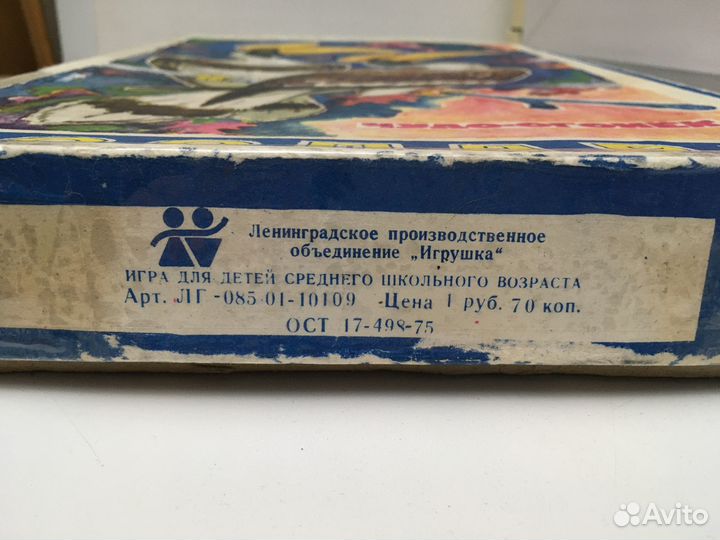 Ленинградское производственное
объединение „Игрушка“
ИГРА ДЛЯ ДЕТЕЙ СРЕДНЕГО ШКОЛЬНОГО ВОЗРАСТА
Арт. ЛГ-085-01-10109 -Цена 1 руб. 70 коп.
ОСТ 17-498-75
Avito